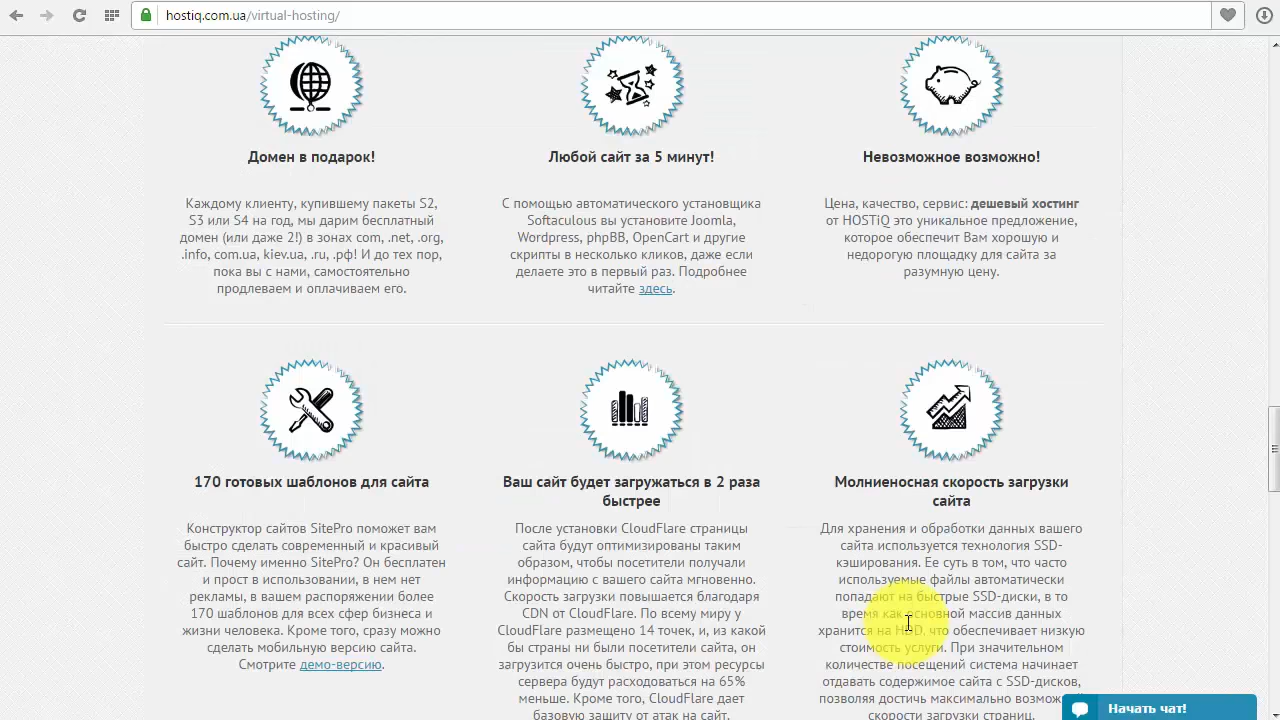 hostiq.com.ua/virtual-hosting/
Домен в подарок!
Каждому клиенту, купившему пакеты S2,
S3 или S4 на год, мы дарим бесплатный
домен (или даже 2!) в зонах com, .net, .org,
.info, com.ua, kiev.ua, .ru, .рф! И до тех пор,
пока вы с нами, самостоятельно
продлеваем и оплачиваем его.
Любой сайт за 5 минут!
С помощью автоматического установщика
Softaculous вы установите Joomla,
Wordpress, phpBB, OpenCart и другие
скрипты в несколько кликов, даже если
делаете это в первый раз. Подробнее
читайте здесь.
Невозможное возможно!
Цена, качество, сервис: дешевый хостинг
от HOSTiQ это уникальное предложение,
которое обеспечит Вам хорошую и
недорогую площадку для сайта за
разумную цену.
170 готовых шаблонов для сайта
Конструктор сайтов SitePro поможет вам
быстро сделать современный и красивый
сайт. Почему именно SitePro? Он бесплатен
и прост в использовании, в нем нет
рекламы, в вашем распоряжении более
170 шаблонов для всех сфер бизнеса и
жизни человека. Кроме того, сразу можно
сделать мобильную версию сайта.
Смотрите демо-версию.
Ваш сайт будет загружаться в 2 раза
быстрее
После установки CloudFlare страницы
сайта будут оптимизированы таким
образом, чтобы посетители получали
информацию с вашего сайта мгновенно.
Скорость загрузки повышается благодаря
CDN от CloudFlare. По всему миру у
CloudFlare размещено 14 точек, и, из какой
бы страны ни были посетители сайта, он
загрузится очень быстро, при этом ресурсы
сервера будут расходоваться на 65%
меньше. Кроме того, CloudFlare дает
базовую защиту от атак на сайт.
Молниеносная скорость загрузки
сайта
Для хранения и обработки данных вашего
сайта используется технология SSD-
кэширования. Ее суть в том, что часто
используемые файлы автоматически
попадают на быстрые SSD-диски, в то
время как основной массив данных
хранится на HDD, что обеспечивает низкую
стоимость услуги. При значительном
количестве посещений система начинает
отдавать содержимое сайта с SSD-дисков,
позволяя достичь максимально
скорости загрузки страниц.
Начать чат!